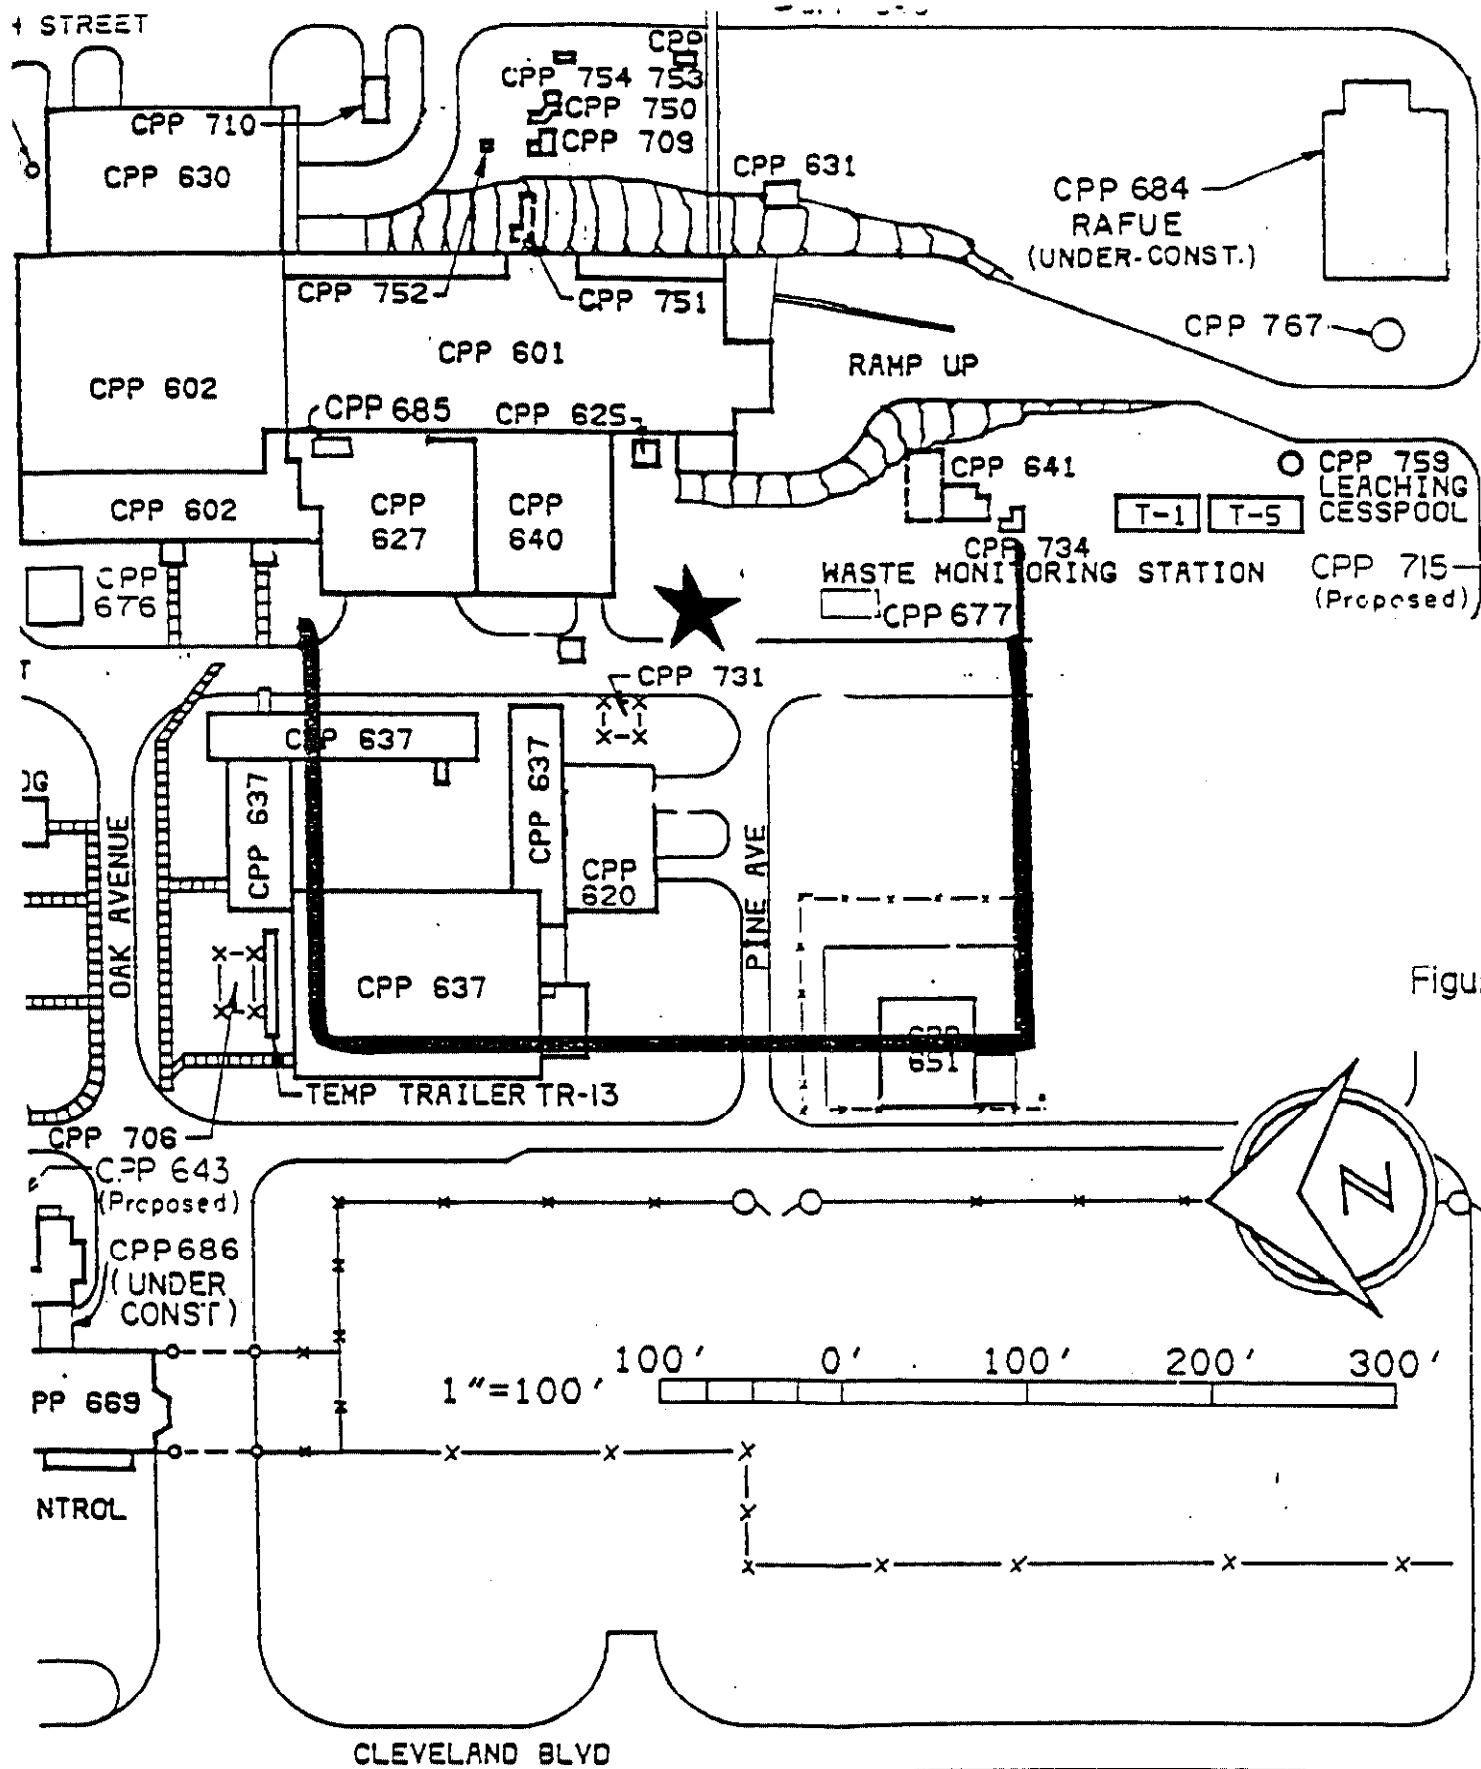 STREET
CPP
CPP 754 753
CPP 750
CPP 709
CPP 710
CPP 630
CPP 631
CPP 684
RAFUE
(UNDER-CONST.)
CPP 752
CPP 751
CPP 767
CPP 601
RAMP UP
CPP 602
CPP 685
CPP 625
CPP 641
CPP 759
LEACHING
CESSPOOL
T-1
T-5
CPP 602
CPP
627
CPP
640
CPP 734
WASTE MONITORING STATION
CPP 715
(Proposed)
CPP
676
CPP 677
CPP 731
CPP 637
CPP 637
CPP 637
OAK AVENUE
PINE AVE
CPP
620
CPP 637
Figu
CPP
651
TEMP TRAILER TR-13
CPP 706
CPP 643
(Proposed)
N
CPP 686
(UNDER
CONST)
100' 0' 100' 200' 300'
1"=100'
PP 669
NTROL
CLEVELAND BLVD